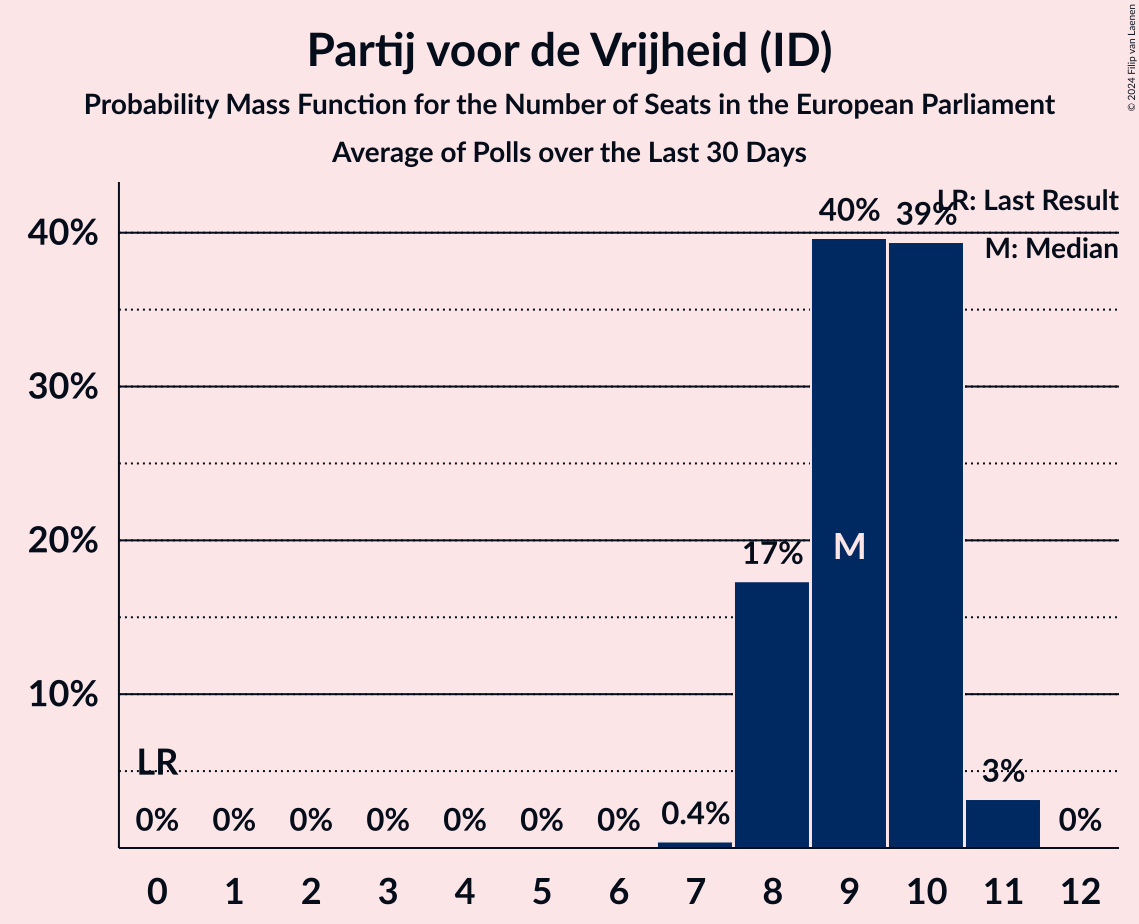 Partij voor de Vrijheid (ID)
Probability Mass Function for the Number of Seats in the European Parliament
Average of Polls over the Last 30 Days
© 2024 Filip van Laenen
LR: Last Result
M: Median
40%
30%
20%
10%
40%
39%
17%
M
LR
0%
0%
0%
0%
0%
0%
0%
0.4%
3%
0%
0 1 2 3 4 5 6 7 8 9 10 11 12